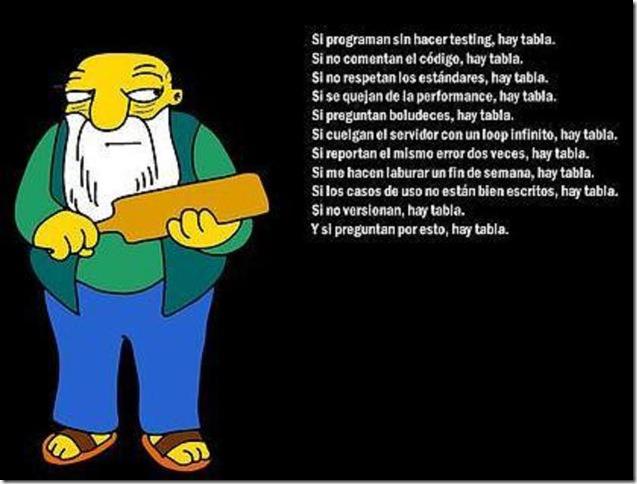 Si programan sin hacer testing, hay tabla.
Si no comentan el código, hay tabla.
Si no respetan los estándares, hay tabla.
Si se quejan de la performance, hay tabla.
Si preguntan boludeces, hay tabla.
Si cuelgan el servidor con un loop infinito, hay tabla.
Si reportan el mismo error dos veces, hay tabla.
Si me hacen laburar un fin de semana, hay tabla.
Si los casos de uso no están bien escritos, hay tabla.
Si no versionan, hay tabla.
Y si preguntan por esto, hay tabla.